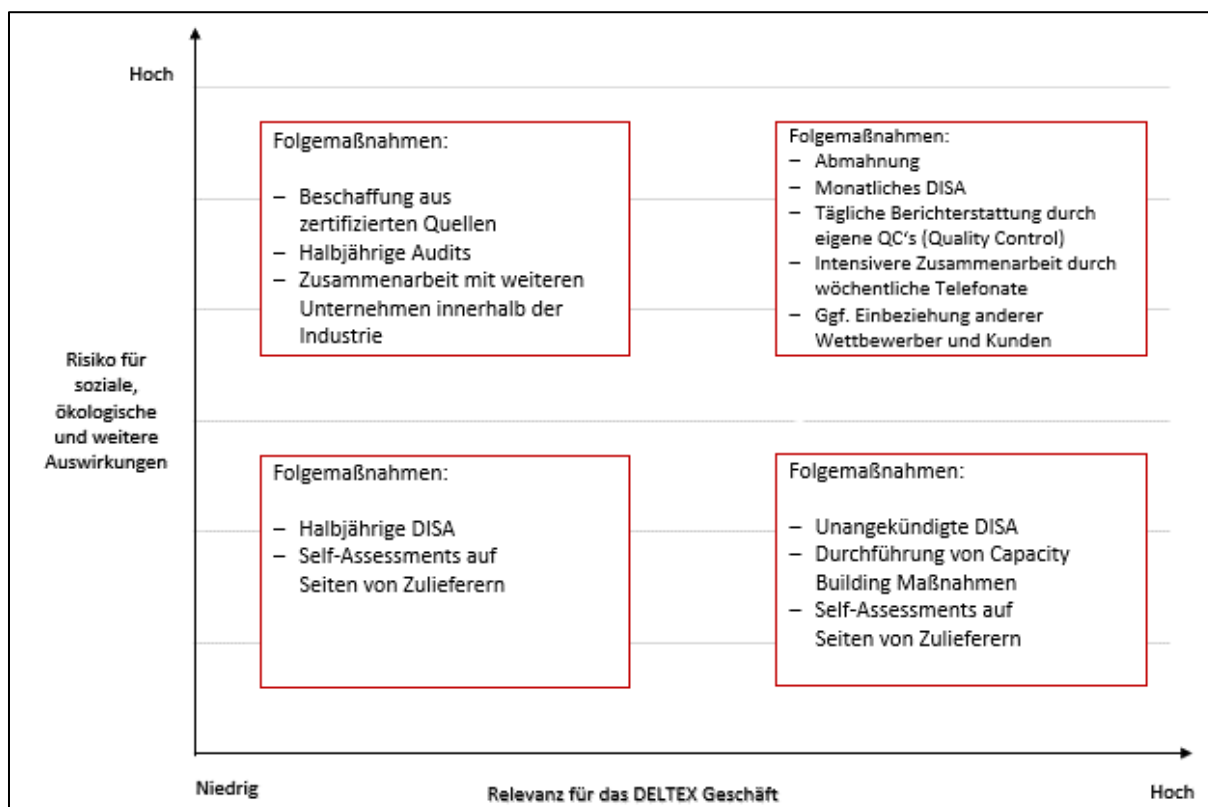 Hoch
Folgemaßnahmen:
– Beschaffung aus
zertifizierten Quellen
– Halbjährige Audits
– Zusammenarbeit mit weiteren
Unternehmen innerhalb der
Industrie
Folgemaßnahmen:
– Abmahnung
– Monatliches DISA
– Tägliche Berichterstattung durch
eigene QC‘s (Quality Control)
– Intensivere Zusammenarbeit durch
wöchentliche Telefonate
– Ggf. Einbeziehung anderer
Wettbewerber und Kunden
Risiko für
soziale,
ökologische
und weitere
Auswirkungen
Folgemaßnahmen:
– Halbjährige DISA
– Self-Assessments auf
Seiten von Zulieferern
Folgemaßnahmen:
– Unangekündigte DISA
– Durchführung von Capacity
Building Maßnahmen
– Self-Assessments auf
Seiten von Zulieferern
Niedrig
Relevanz für das DELTEX Geschäft
Hoch